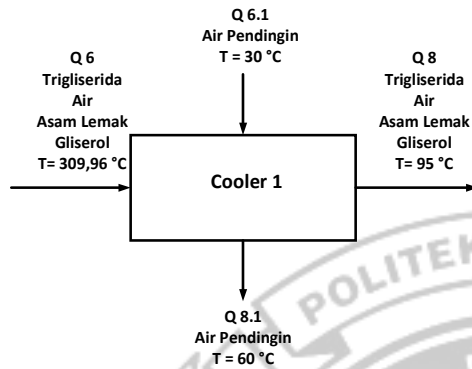 Q 6.1
Air Pendingin
T = 30 °C
Q 6
Trigliserida
Air
Asam Lemak
Gliserol
T= 309,96 °C
Cooler 1
Q 8
Trigliserida
Air
Asam Lemak
Gliserol
T= 95 °C
Q 8.1
Air Pendingin
T = 60 °C
POLITEK